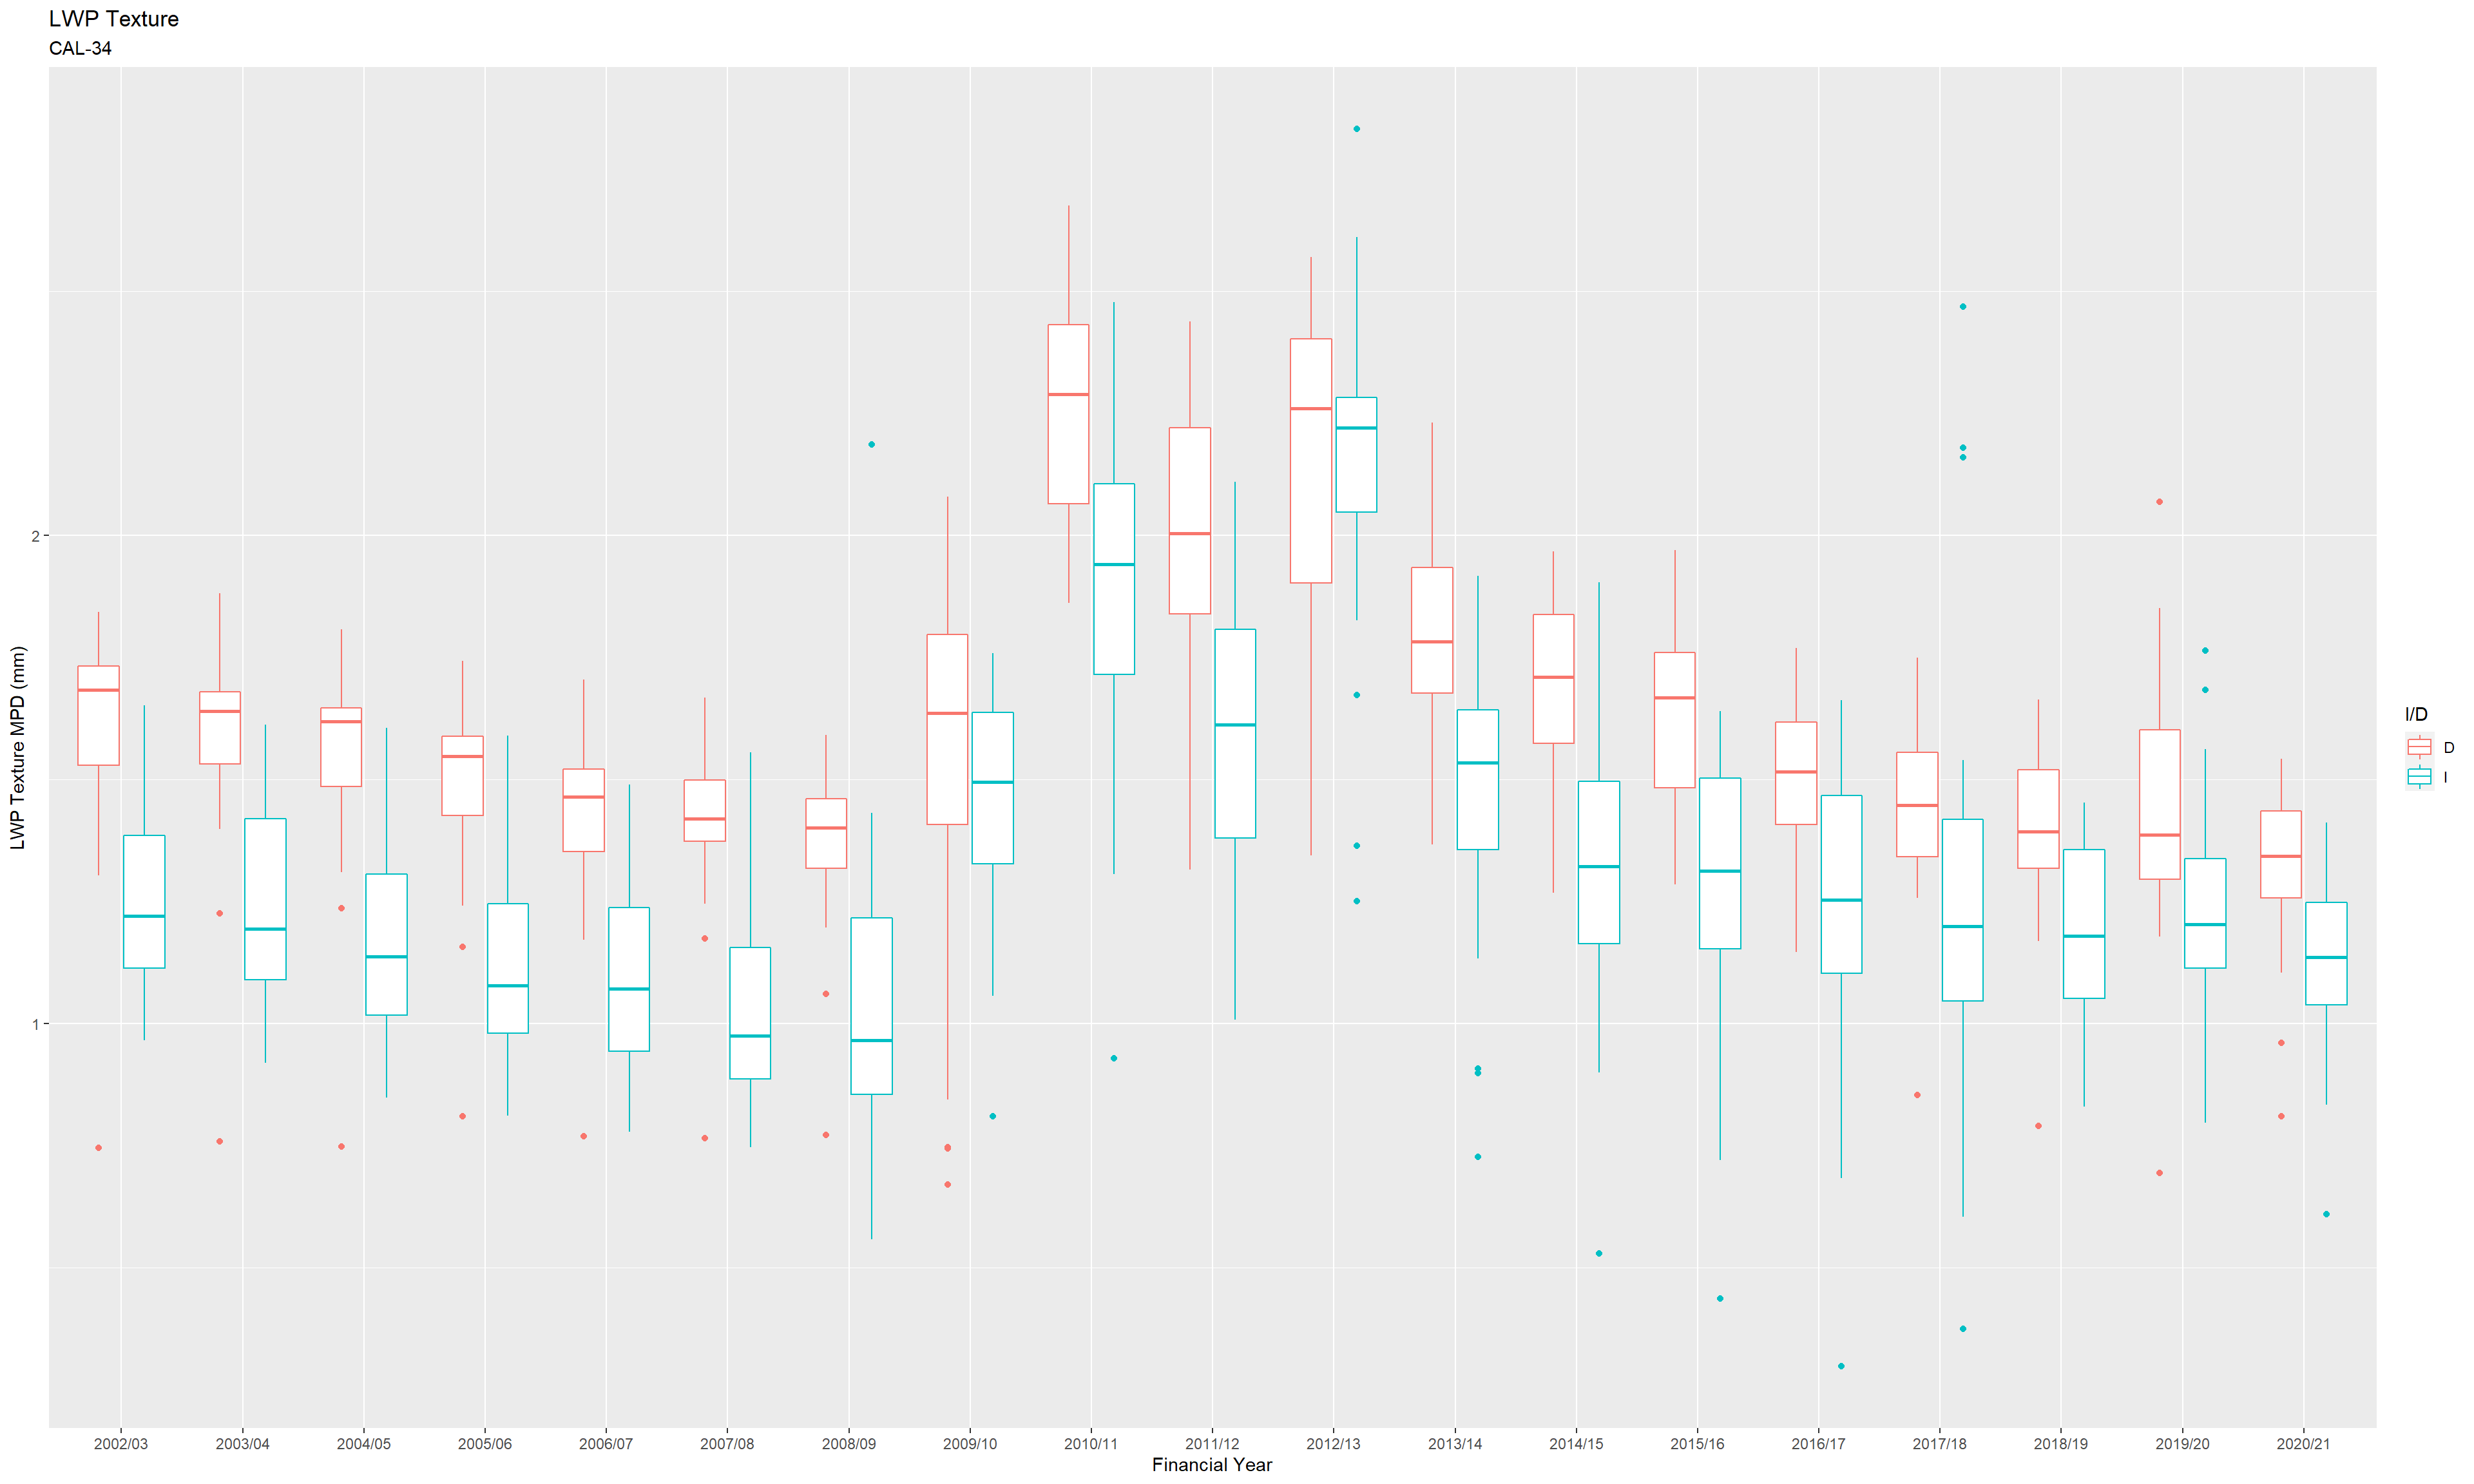 LWP Texture
CAL-34
LWP Texture MPD (mm)
2
1
2002/03 2003/04 2004/05 2005/06 2006/07 2007/08 2008/09 2009/10 2010/11 2011/12 2012/13 2013/14 2014/15 2015/16 2016/17 2017/18 2018/19 2019/20 2020/21
Financial Year
I/D
D
I